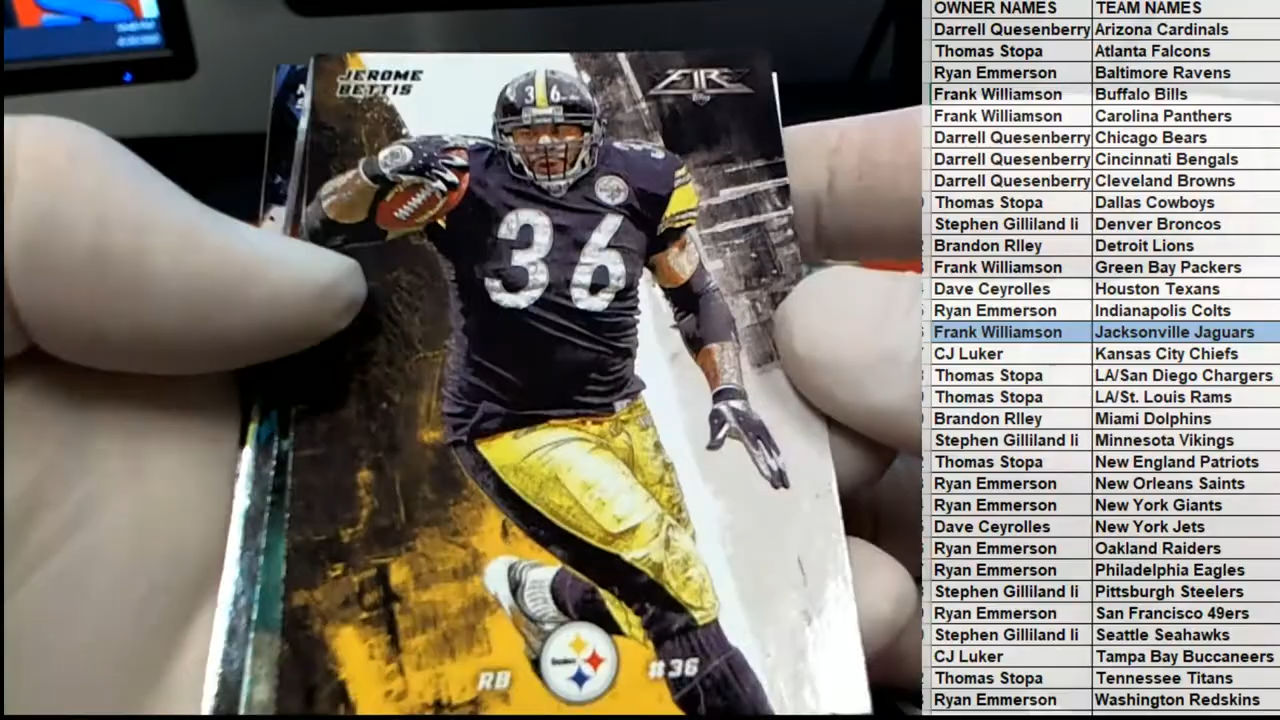 JEROME
BETTIS
FIRE
36
36
36
RB
#36
Steelers
OWNER NAMES TEAM NAMES
Darrell Quesenberry Arizona Cardinals
Thomas Stopa Atlanta Falcons
Ryan Emmerson Baltimore Ravens
Frank Williamson Buffalo Bills
Frank Williamson Carolina Panthers
Darrell Quesenberry Chicago Bears
Darrell Quesenberry Cincinnati Bengals
Darrell Quesenberry Cleveland Browns
Thomas Stopa Dallas Cowboys
Stephen Gilliland Ii Denver Broncos
Brandon RIley Detroit Lions
Frank Williamson Green Bay Packers
Dave Ceyrolles Houston Texans
Ryan Emmerson Indianapolis Colts
Frank Williamson Jacksonville Jaguars
CJ Luker Kansas City Chiefs
Thomas Stopa LA/San Diego Chargers
Thomas Stopa LA/St. Louis Rams
Brandon RIley Miami Dolphins
Stephen Gilliland Ii Minnesota Vikings
Thomas Stopa New England Patriots
Ryan Emmerson New Orleans Saints
Ryan Emmerson New York Giants
Dave Ceyrolles New York Jets
Ryan Emmerson Oakland Raiders
Ryan Emmerson Philadelphia Eagles
Stephen Gilliland Ii Pittsburgh Steelers
Ryan Emmerson San Francisco 49ers
Stephen Gilliland Ii Seattle Seahawks
CJ Luker Tampa Bay Buccaneers
Thomas Stopa Tennessee Titans
Ryan Emmerson Washington Redskins